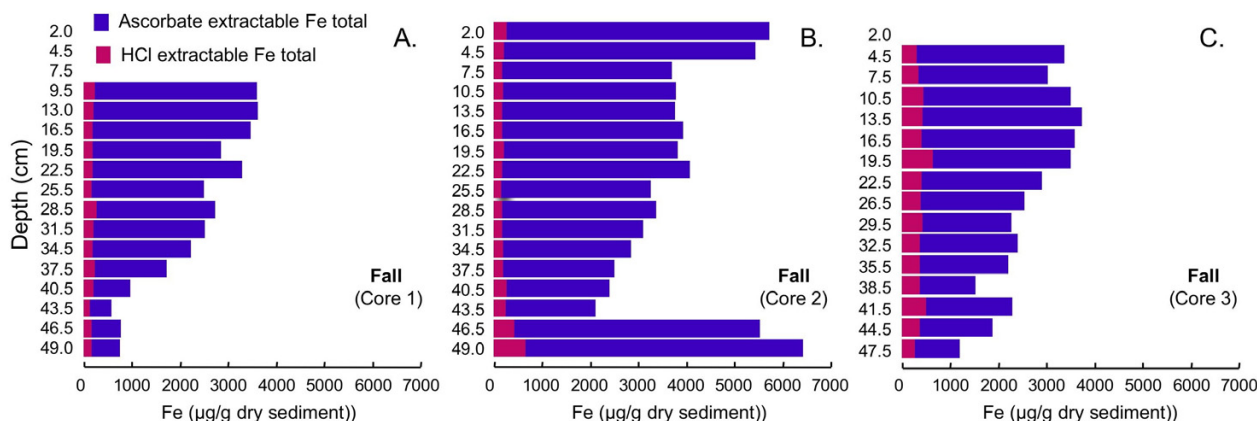 Ascorbate extractable Fe total
HCl extractable Fe total
A.
Depth (cm)
2.0
4.5
7.5
9.5
13.0
16.5
19.5
22.5
25.5
28.5
31.5
34.5
37.5
40.5
43.5
46.5
49.0
Fall
(Core 1)
0 1000 2000 3000 4000 5000 6000 7000
Fe (µg/g dry sediment))
B.
2.0
4.5
7.5
10.5
13.5
16.5
19.5
22.5
25.5
28.5
31.5
34.5
37.5
40.5
43.5
46.5
49.0
Fall
(Core 2)
0 1000 2000 3000 4000 5000 6000 7000
Fe (µg/g dry sediment))
C.
2.0
4.5
7.5
10.5
13.5
16.5
19.5
22.5
26.5
29.5
32.5
35.5
38.5
41.5
44.5
47.5
Fall
(Core 3)
0 1000 2000 3000 4000 5000 6000 7000
Fe (µg/g dry sediment))